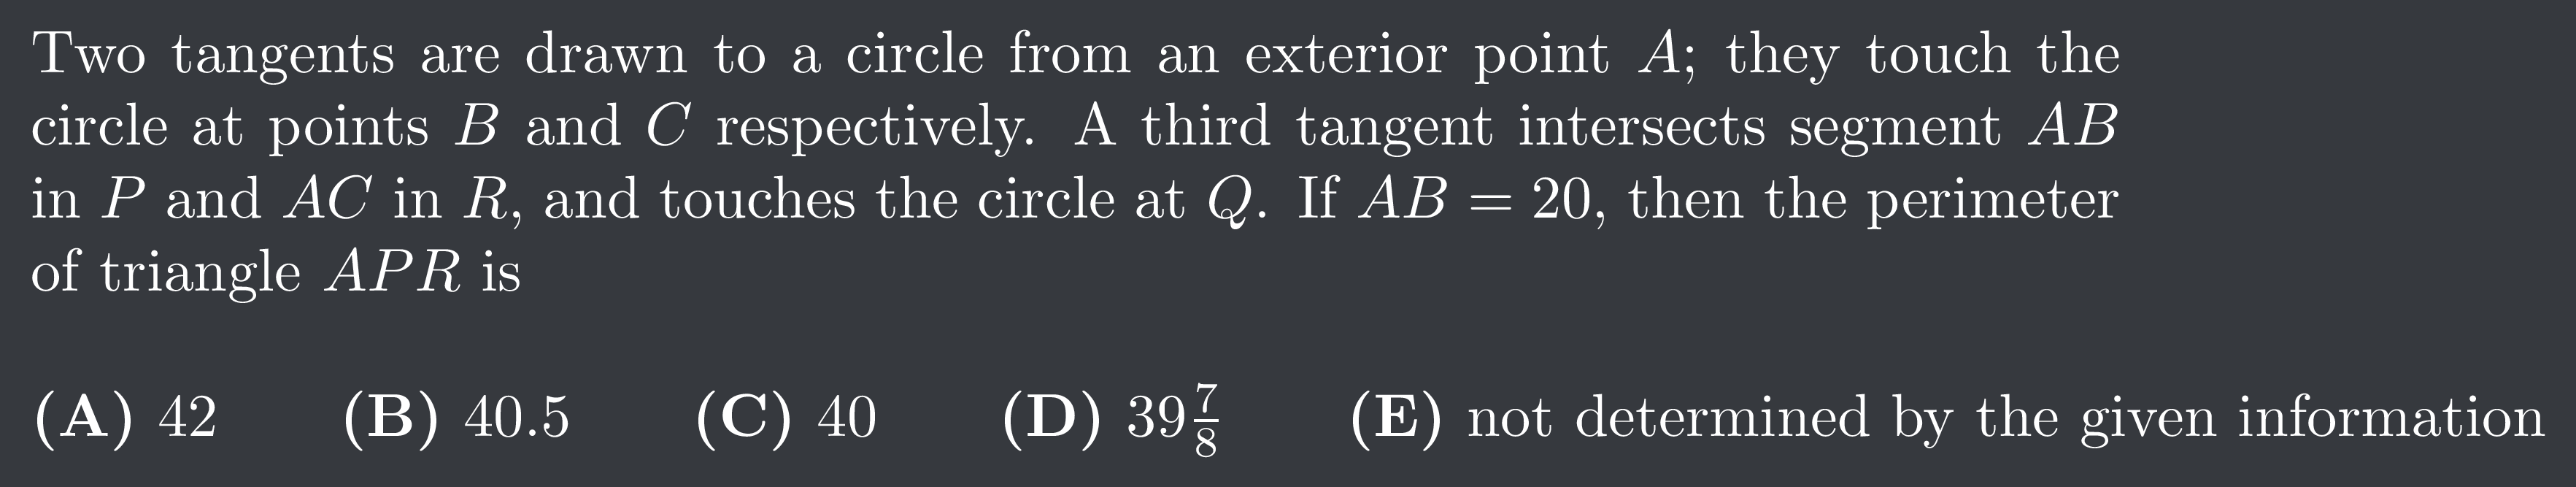 Two tangents are drawn to a circle from an exterior point A; they touch the
circle at points B and C respectively. A third tangent intersects segment AB
in P and AC in R, and touches the circle at Q. If AB = 20, then the perimeter
of triangle APR is
(A) 42 (B) 40.5 (C) 40 (D) 39 7/8 (E) not determined by the given information